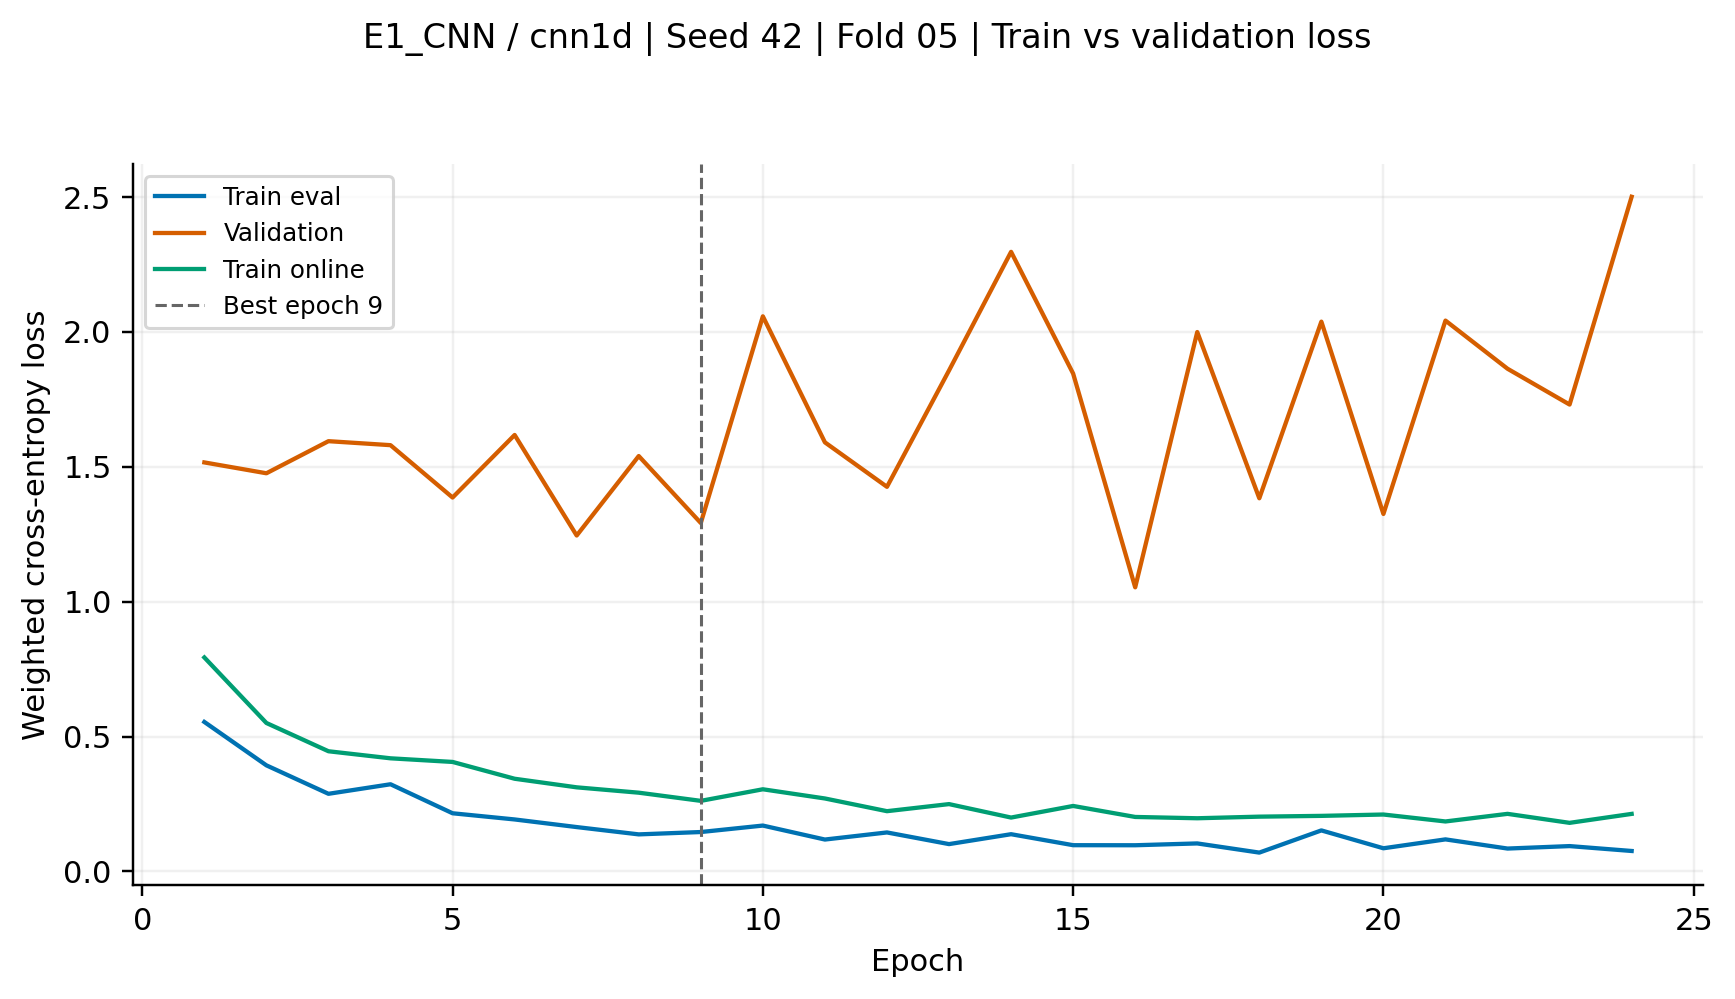 E1_CNN / cnn1d | Seed 42 | Fold 05 | Train vs validation loss
Train eval
Validation
Train online
Best epoch 9
Weighted cross-entropy loss
2.5
2.0
1.5
1.0
0.5
0.0
0 5 10 15 20 25
Epoch